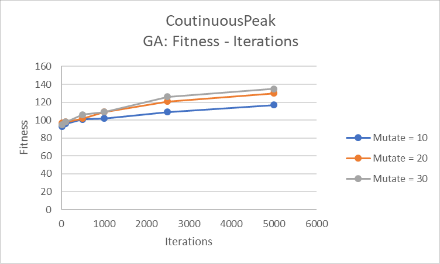 CoutinuousPeak
GA: Fitness - Iterations
160
140
120
100
80
60
40
20
0
Fitness
0 1000 2000 3000 4000 5000 6000
Iterations
Mutate = 10
Mutate = 20
Mutate = 30